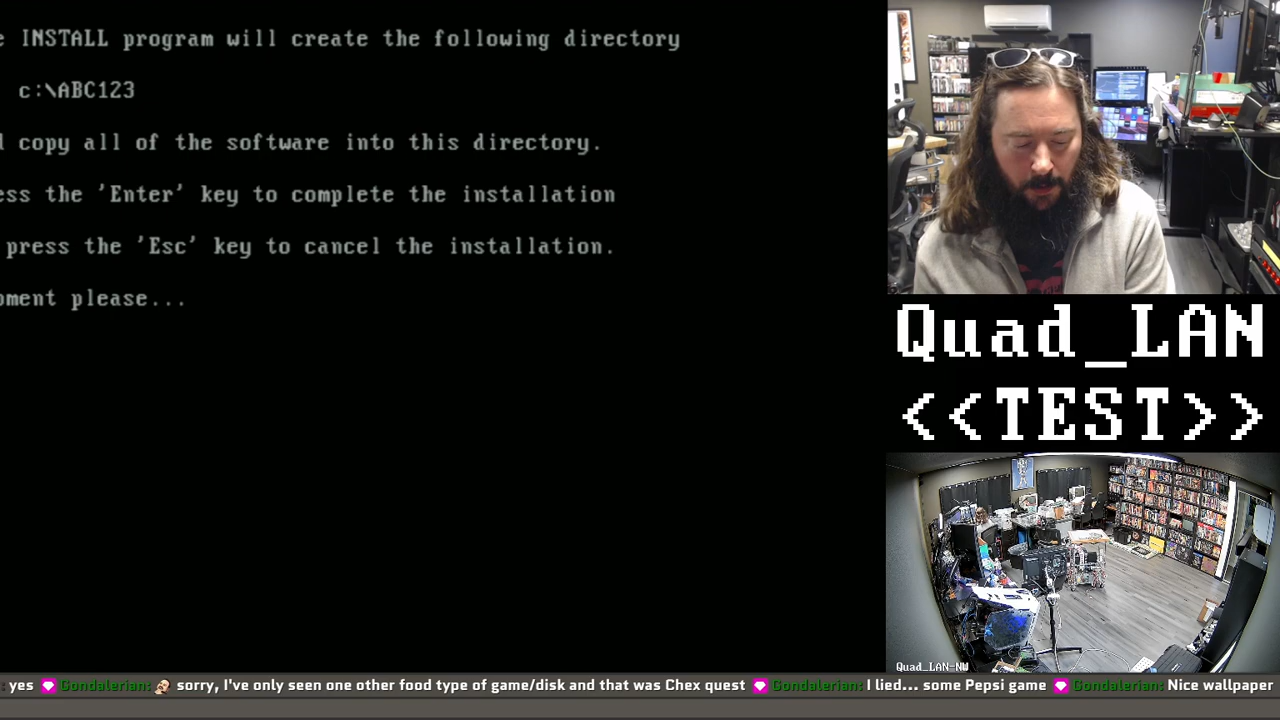 e INSTALL program will create the following directory
c:\ABC123
d copy all of the software into this directory.
ess the 'Enter' key to complete the installation
press the 'Esc' key to cancel the installation.
oment please...
Quad_LAN
<<TEST>>
Quad_LAN-NW
: yes Gondalerian: sorry, I've only seen one other food type of game/disk and that was Chex quest Gondalerian: I lied... some Pepsi game Gondalerian: Nice wallpaper